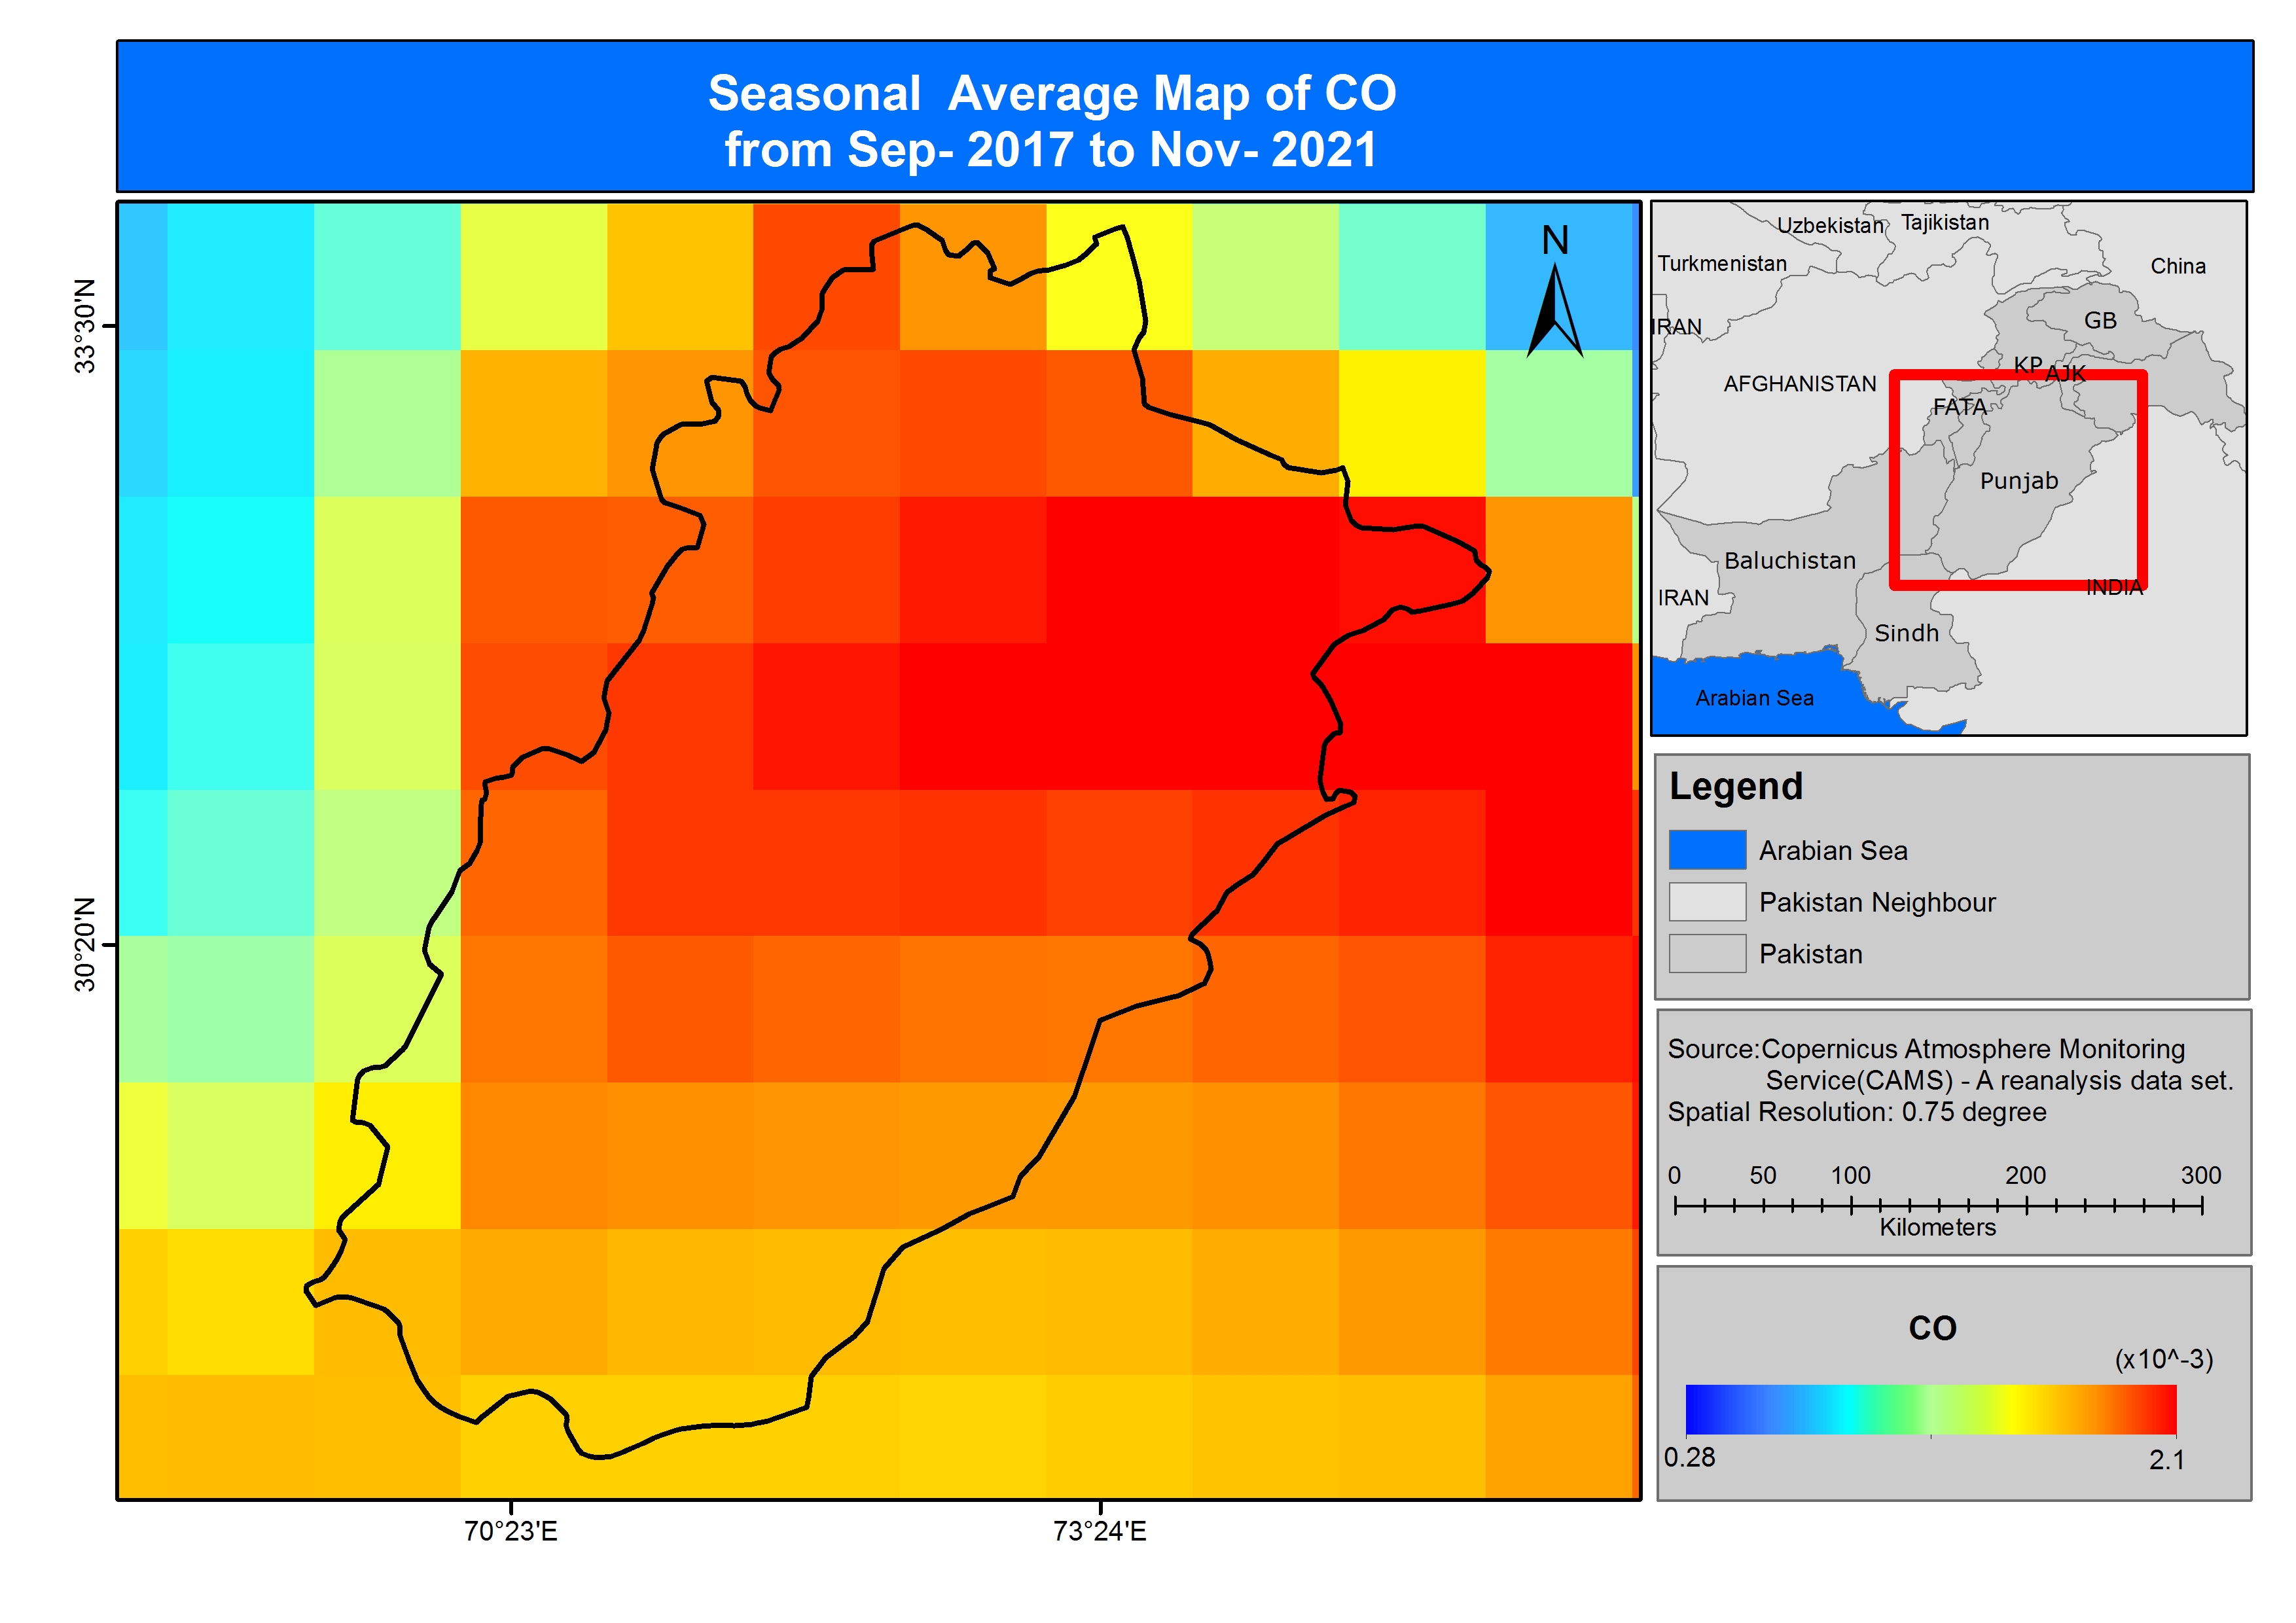 Seasonal  Average Map of CO
from Sep- 2017 to Nov- 2021
33°30'N
30°20'N
70°23'E
73°24'E
N
Uzbekistan
Tajikistan
Turkmenistan
China
IRAN
GB
KP
AJK
AFGHANISTAN
FATA
Punjab
Baluchistan
INDIA
IRAN
Sindh
Arabian Sea
Legend
Arabian Sea
Pakistan Neighbour
Pakistan
Source:Copernicus Atmosphere Monitoring
Service(CAMS) - A reanalysis data set.
Spatial Resolution: 0.75 degree
0 50 100 200 300
Kilometers
CO
(x10^-3)
0.28 2.1